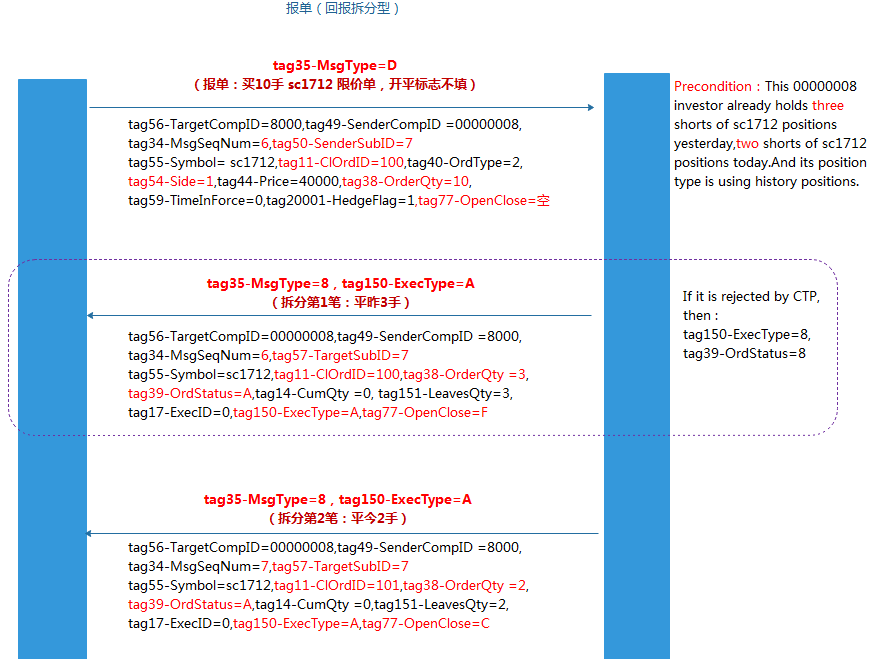 报单（回报拆分型）
tag35-MsgType=D
（报单：买10手 sc1712 限价单，开平标志不填）
Precondition：This 00000008
investor already holds three
shorts of sc1712 positions
yesterday,two shorts of sc1712
positions today.And its position
type is using history positions.
tag56-TargetCompID=8000,tag49-SenderCompID =00000008,
tag34-MsgSeqNum=6,tag50-SenderSubID=7
tag55-Symbol= sc1712,tag11-ClOrdID=100,tag40-OrdType=2,
tag54-Side=1,tag44-Price=40000,tag38-OrderQty=10,
tag59-TimeInForce=0,tag20001-HedgeFlag=1,tag77-OpenClose=空
tag35-MsgType=8，tag150-ExecType=A
（拆分第1笔：平昨3手）
If it is rejected by CTP,
then：
tag150-ExecType=8,
tag39-OrdStatus=8
tag56-TargetCompID=00000008,tag49-SenderCompID =8000,
tag34-MsgSeqNum=6,tag57-TargetSubID=7
tag55-Symbol=sc1712,tag11-ClOrdID=100,tag38-OrderQty =3,
tag39-OrdStatus=A,tag14-CumQty =0, tag151-LeavesQty=3,
tag17-ExecID=0,tag150-ExecType=A,tag77-OpenClose=F
tag35-MsgType=8，tag150-ExecType=A
（拆分第2笔：平今2手）
tag56-TargetCompID=00000008,tag49-SenderCompID =8000,
tag34-MsgSeqNum=7,tag57-TargetSubID=7
tag55-Symbol=sc1712,tag11-ClOrdID=101,tag38-OrderQty =2,
tag39-OrdStatus=A,tag14-CumQty =0,tag151-LeavesQty=2,
tag17-ExecID=0,tag150-ExecType=A,tag77-OpenClose=C